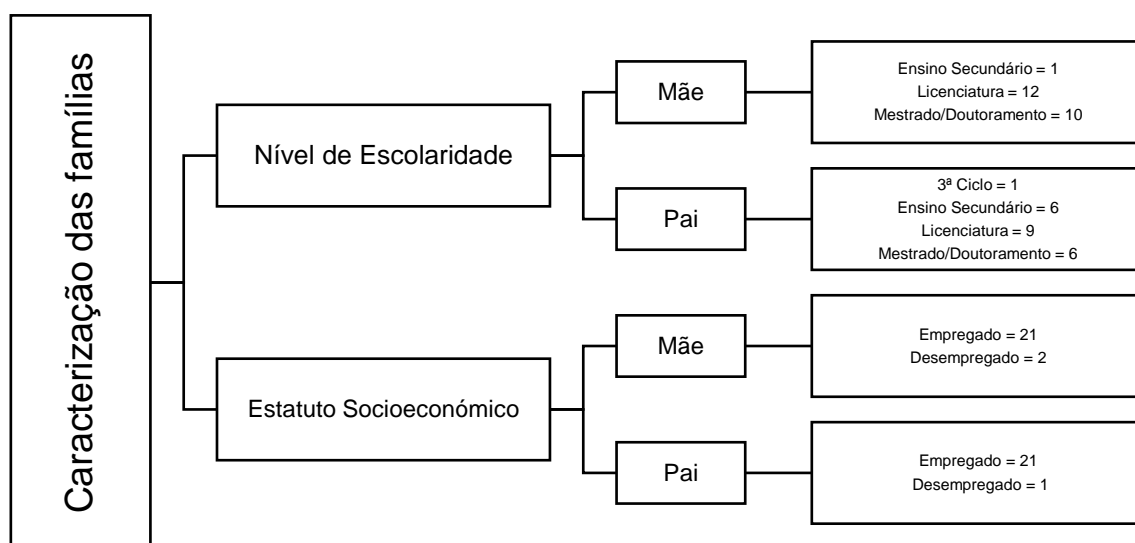 Caracterização das famílias
Nível de Escolaridade
Mãe
Ensino Secundário = 1
Licenciatura = 12
Mestrado/Doutoramento = 10
Pai
3ª Ciclo = 1
Ensino Secundário = 6
Licenciatura = 9
Mestrado/Doutoramento = 6
Estatuto Socioeconómico
Mãe
Empregado = 21
Desempregado = 2
Pai
Empregado = 21
Desempregado = 1